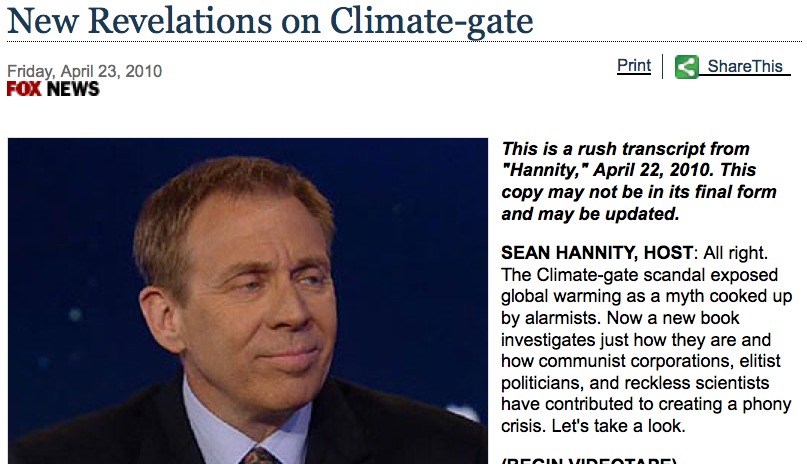 New Revelations on Climate-gate
Friday, April 23, 2010
Print
ShareThis
FOX NEWS
This is a rush transcript from
"Hannity," April 22, 2010. This
copy may not be in its final form
and may be updated.
SEAN HANNITY, HOST: All right.
The Climate-gate scandal exposed
global warming as a myth cooked up
by alarmists. Now a new book
investigates just how they are and
how communist corporations, elitist
politicians, and reckless scientists
have contributed to creating a phony
crisis. Let's take a look.
(BEGIN VIDEOTAPE)